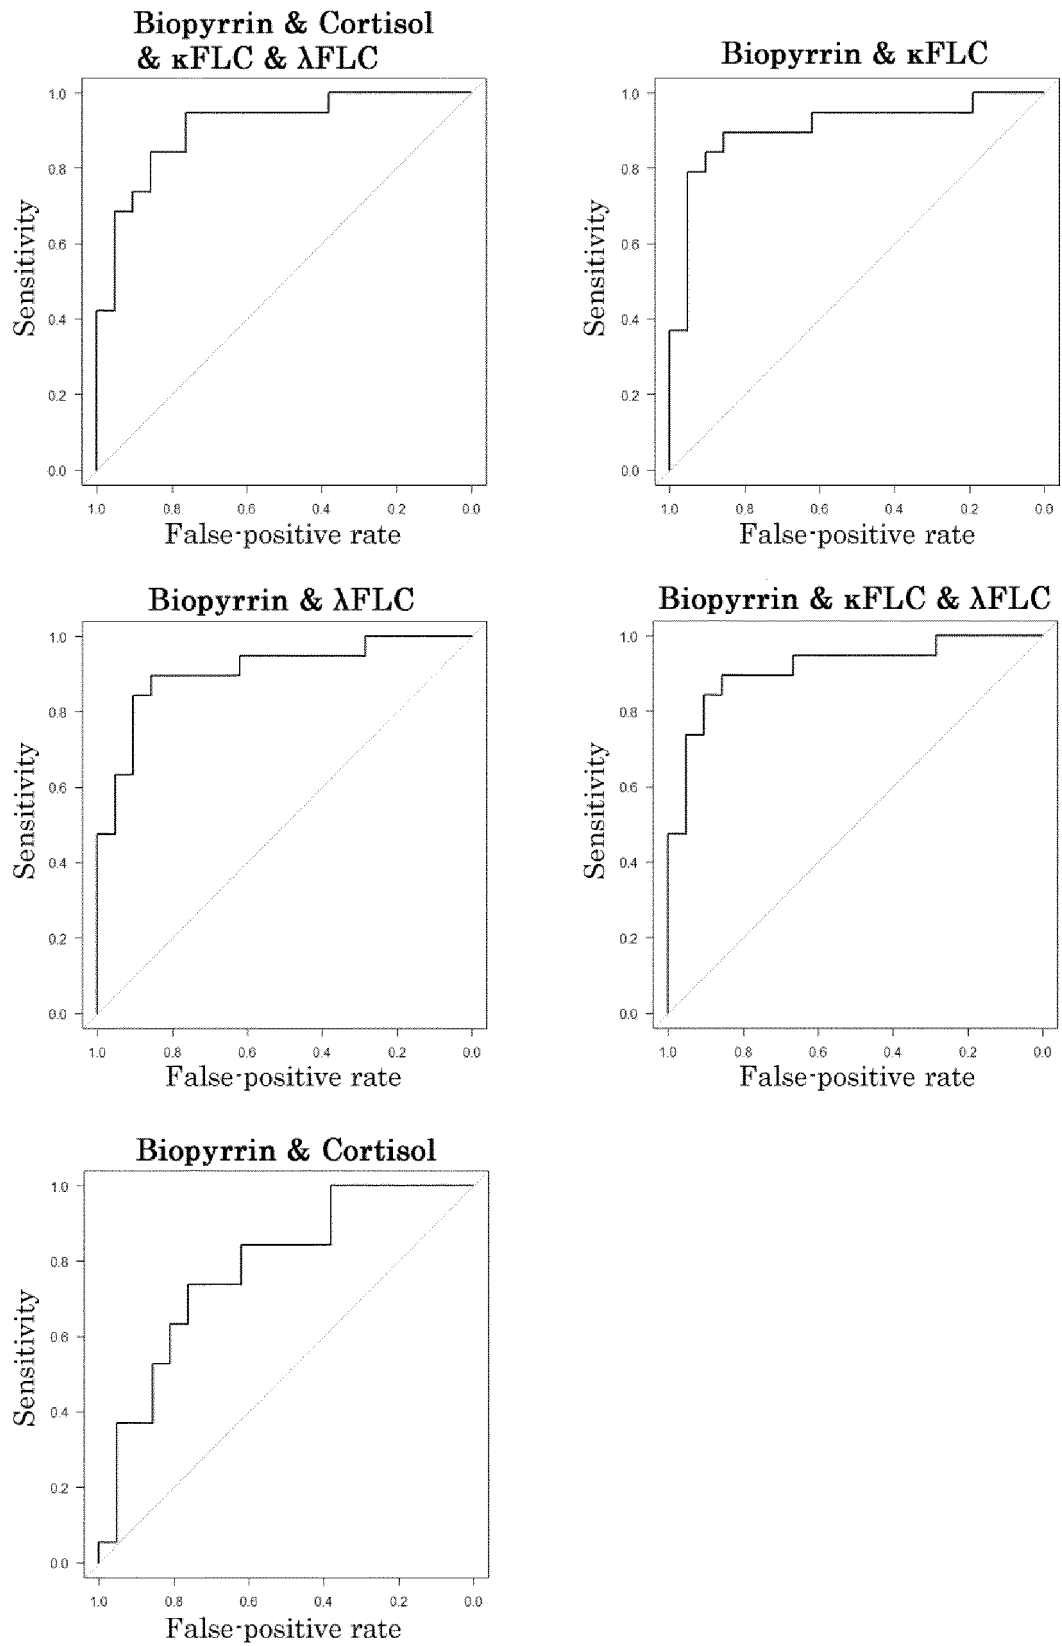 Biopyrrin & Cortisol
& κFLC & λFLC
1.0
0.8
0.6
0.4
0.2
0.0
Sensitivity
1.0 0.8 0.6 0.4 0.2 0.0
False-positive rate
Biopyrrin & κFLC
1.0
0.8
0.6
0.4
0.2
0.0
Sensitivity
1.0 0.8 0.6 0.4 0.2 0.0
False-positive rate
Biopyrrin & λFLC
1.0
0.8
0.6
0.4
0.2
0.0
Sensitivity
1.0 0.8 0.6 0.4 0.2 0.0
False-positive rate
Biopyrrin & κFLC & λFLC
1.0
0.8
0.6
0.4
0.2
0.0
Sensitivity
1.0 0.8 0.6 0.4 0.2 0.0
False-positive rate
Biopyrrin & Cortisol
1.0
0.8
0.6
0.4
0.2
0.0
Sensitivity
1.0 0.8 0.6 0.4 0.2 0.0
False-positive rate